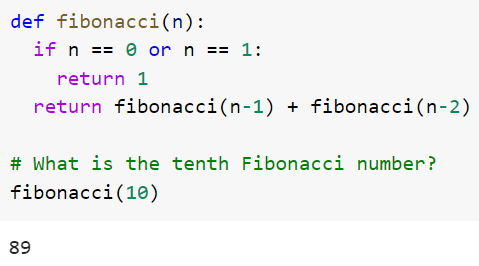 def fibonacci(n):
  if n == 0 or n == 1:
    return 1
  return fibonacci(n-1) + fibonacci(n-2)

# What is the tenth Fibonacci number?
fibonacci(10)
89